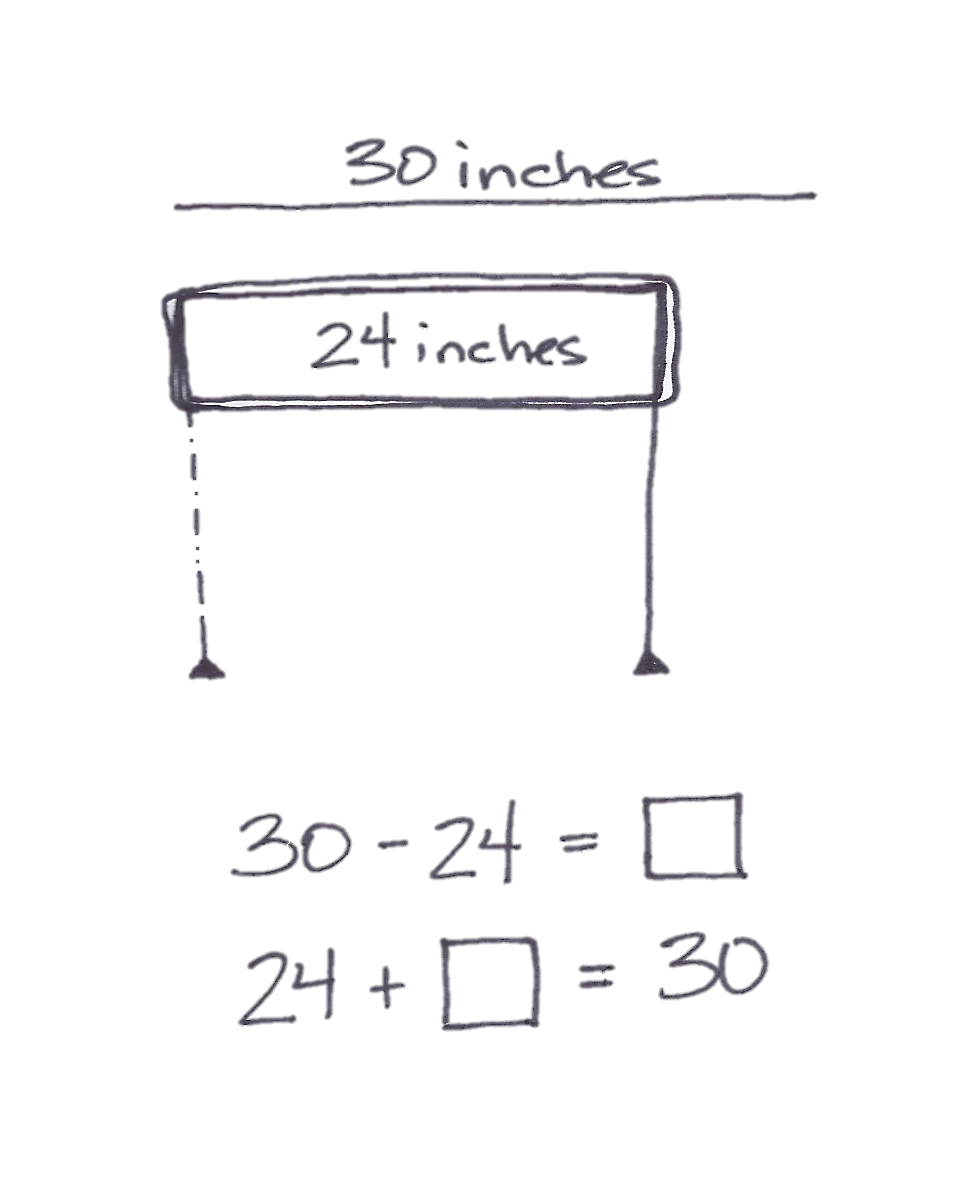 30 inches
24 inches
30 - 24 = □
24 + □ = 30